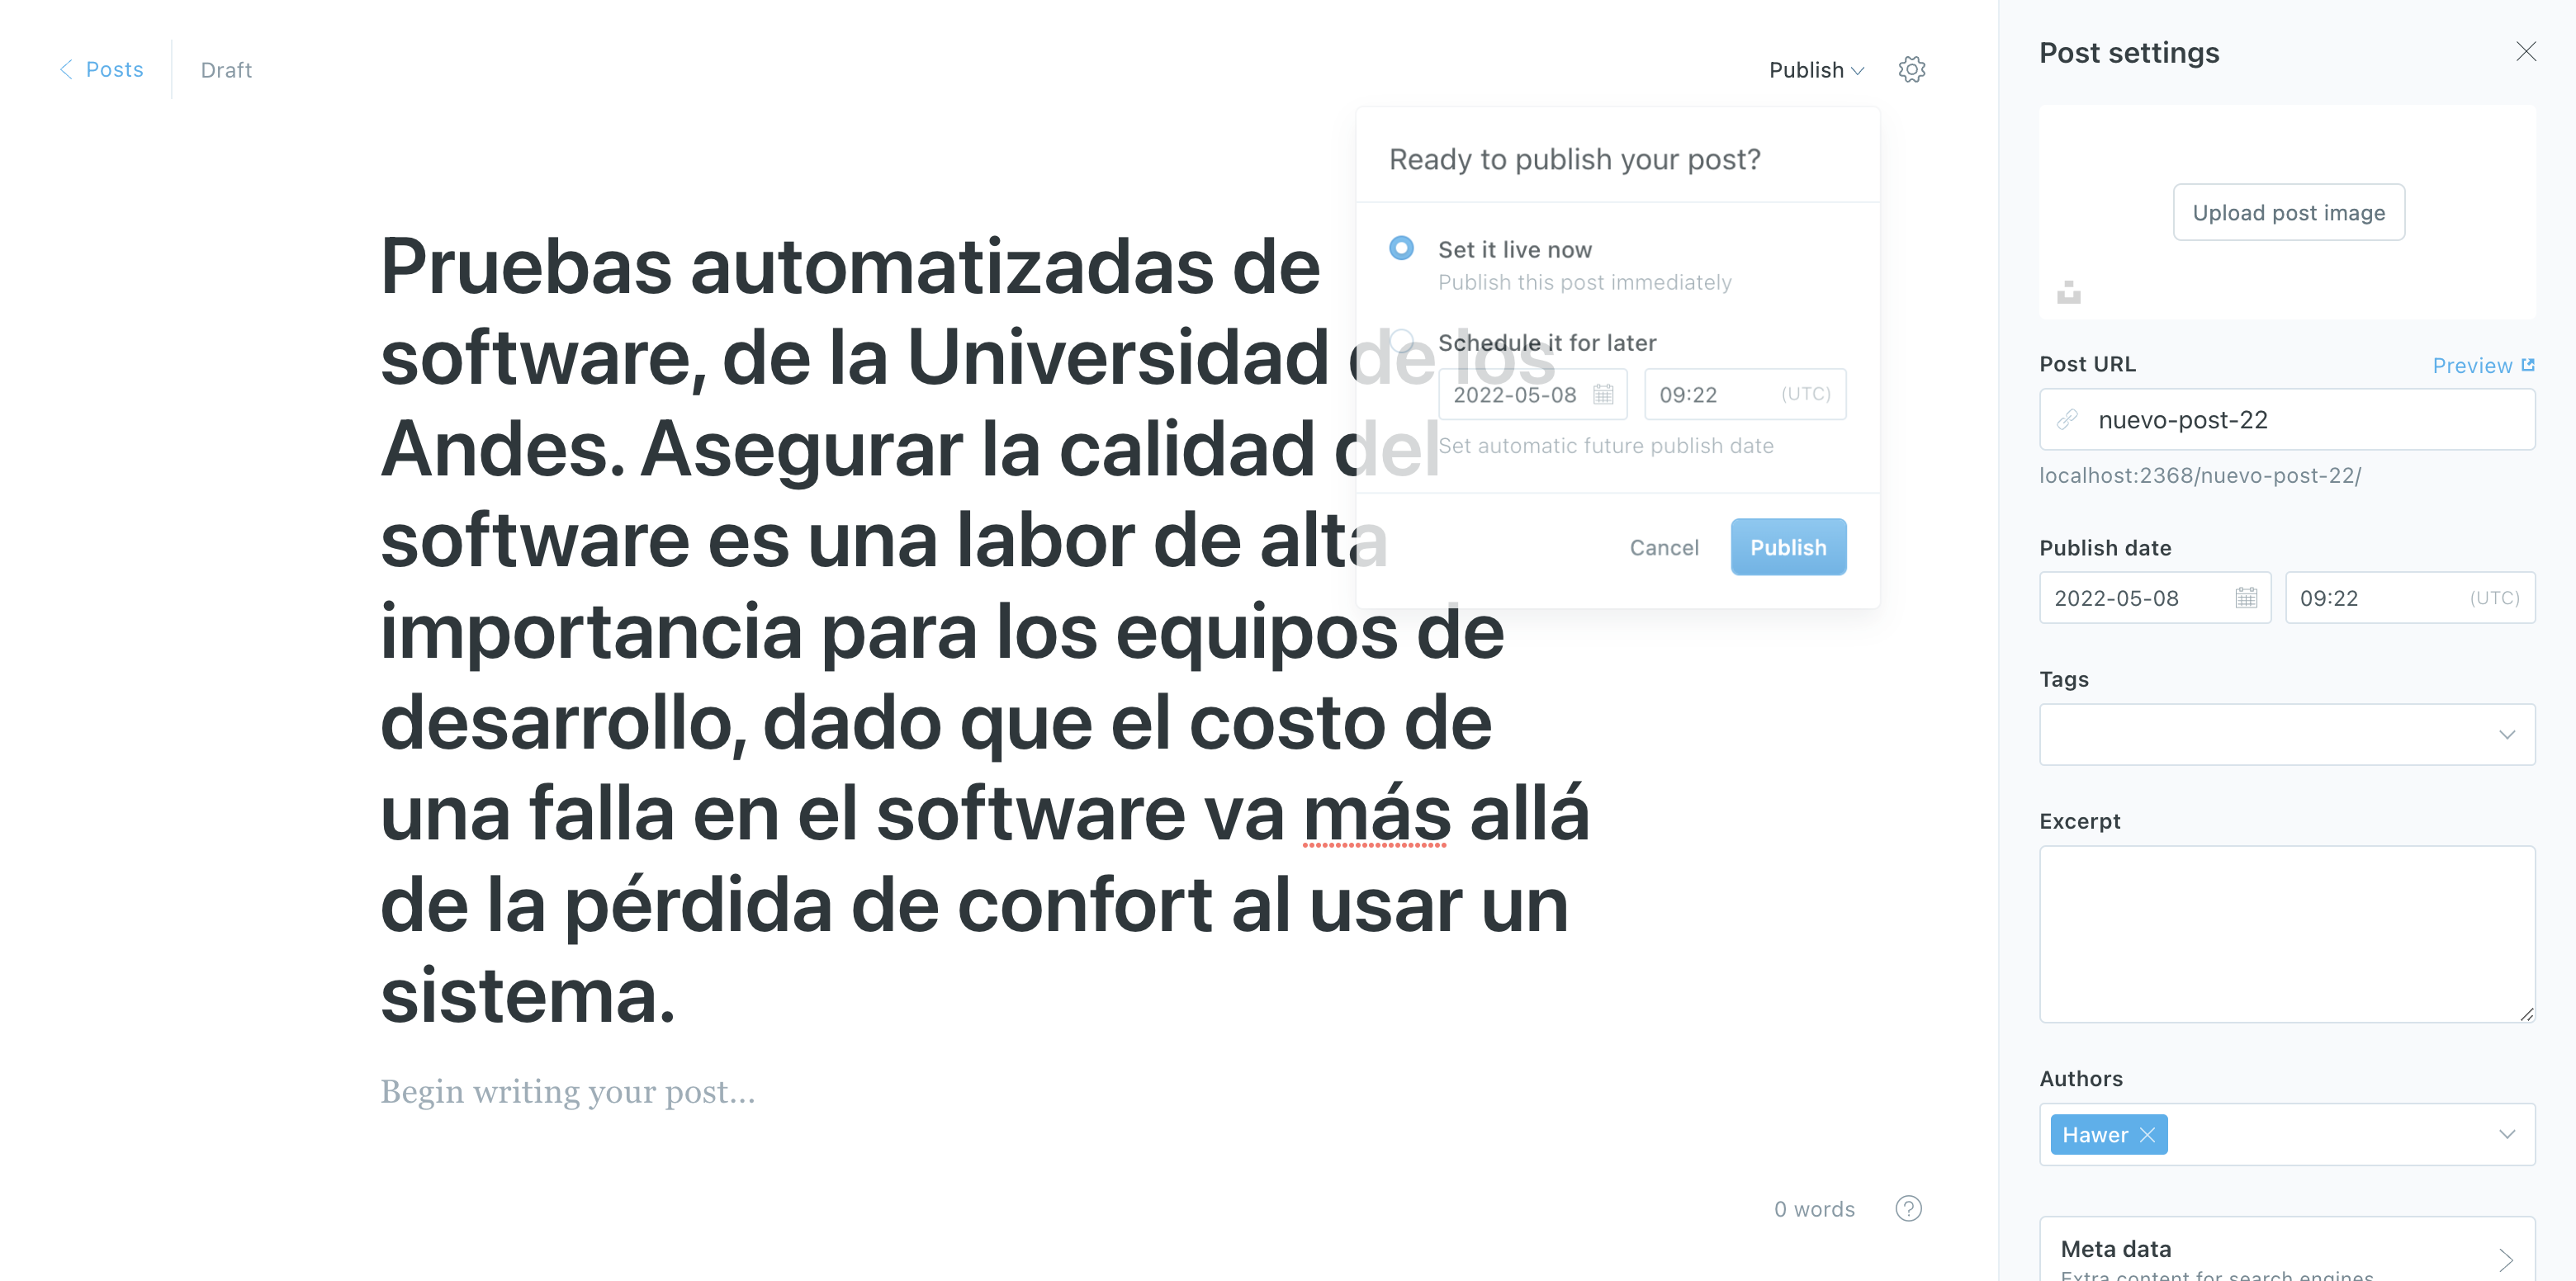 Posts
Draft
Publish
Ready to publish your post?
Set it live now
Publish this post immediately
Schedule it for later
2022-05-08
09:22 (UTC)
Set automatic future publish date
Cancel
Publish
Pruebas automatizadas de
software, de la Universidad de los
Andes. Asegurar la calidad del
software es una labor de alta
importancia para los equipos de
desarrollo, dado que el costo de
una falla en el software va más allá
de la pérdida de confort al usar un
sistema.
Begin writing your post...
0 words
?
Post settings
Upload post image
Post URL
Preview
nuevo-post-22
localhost:2368/nuevo-post-22/
Publish date
2022-05-08
09:22 (UTC)
Tags
Excerpt
Authors
Hawer
Meta data
Extra content for search engines